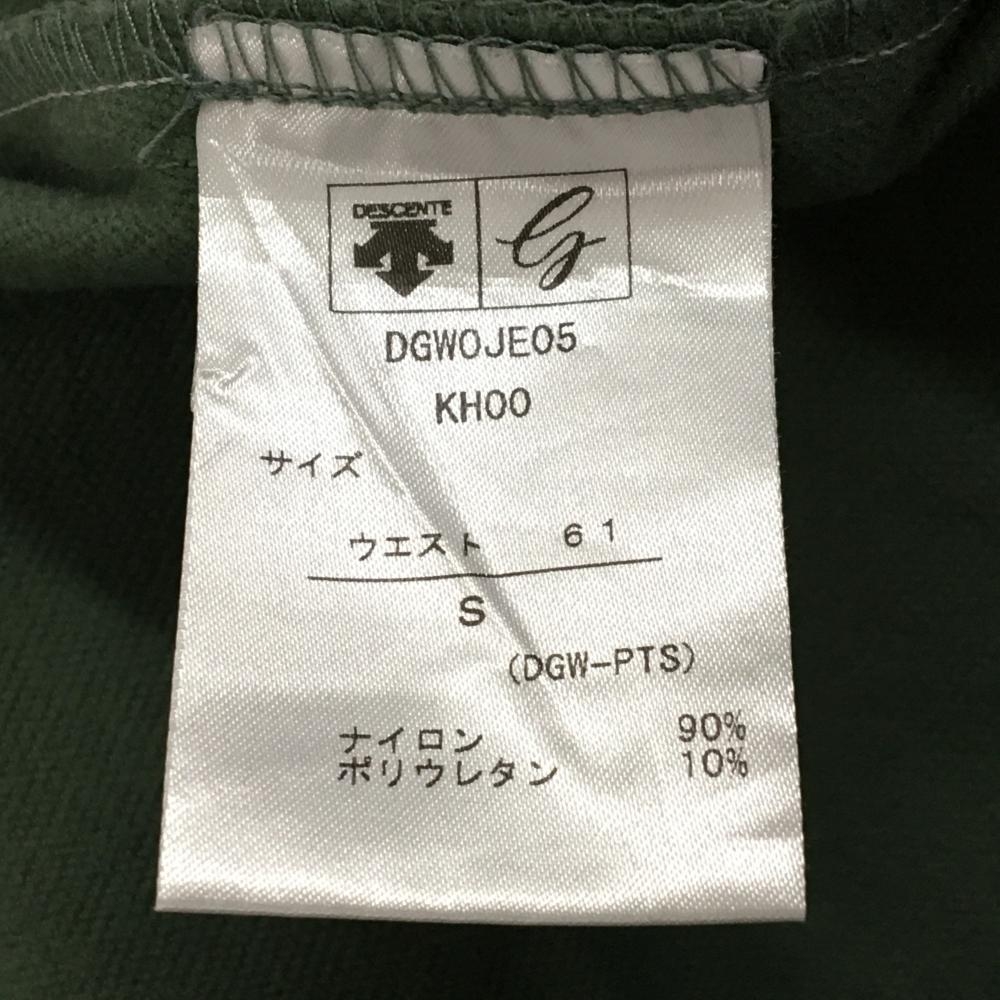 DESCENTE G
DGWOJE05
KH00
サイズ
ウエスト 61
S
(DGW-PTS)
ナイロン 90%
ポリウレタン 10%